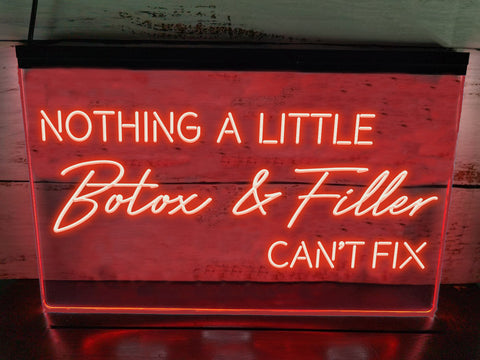 NOTHING A LITTLE
Botox & Filler
CAN'T FIX